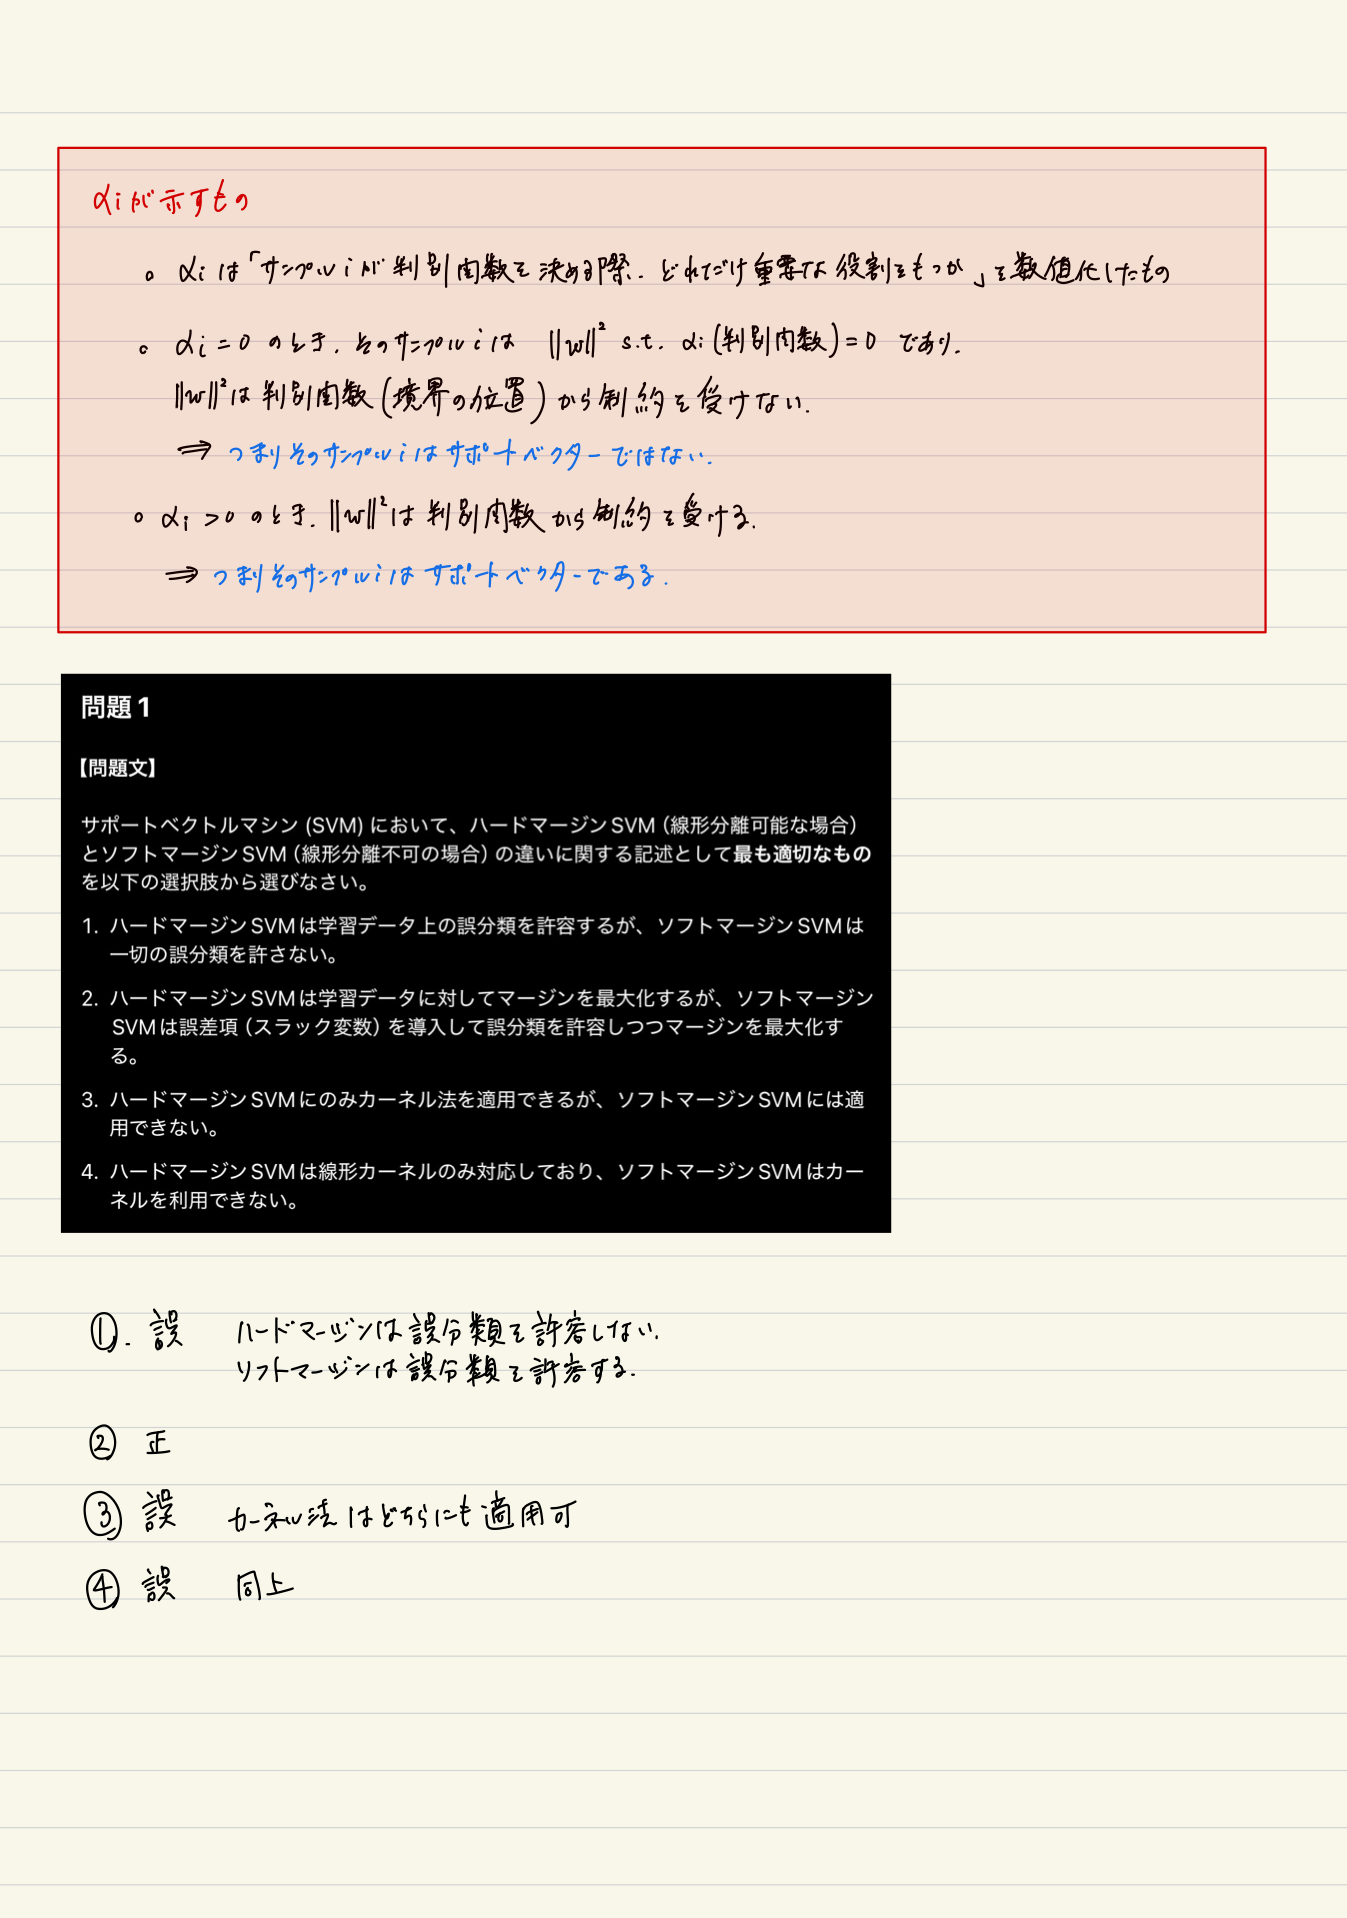 αiが示すもの
○ αiは「サンプルiが判別関数を決める際、どれだけ重要な役割をもつか」を数値化したもの
○ αi=0 のとき、そのサンプルiは ||w||² s.t. αi(判別関数)=0 であり、
||w||²は判別関数(境界の位置)から制約を受けない.
⇒ つまりそのサンプルiはサポートベクターではない.
○ αi>0 のとき、||w||²は判別関数から制約を受ける.
⇒ つまりそのサンプルiはサポートベクターである.
問題1
【問題文】
サポートベクトルマシン (SVM) において、ハードマージンSVM（線形分離可能な場合）
とソフトマージンSVM（線形分離不可の場合）の違いに関する記述として最も適切なもの
を以下の選択肢から選びなさい。
1. ハードマージンSVMは学習データ上の誤分類を許容するが、ソフトマージンSVMは
一切の誤分類を許さない。
2. ハードマージンSVMは学習データに対してマージンを最大化するが、ソフトマージン
SVMは誤差項（スラック変数）を導入して誤分類を許容しつつマージンを最大化す
る。
3. ハードマージンSVMにのみカーネル法を適用できるが、ソフトマージンSVMには適
用できない。
4. ハードマージンSVMは線形カーネルのみ対応しており、ソフトマージンSVMはカー
ネルを利用できない。
①. 誤 ハードマージンは誤分類を許容しない.
ソフトマージンは誤分類を許容する.
② 正
③ 誤 カーネル法はどちらにも適用可
④ 誤 同上